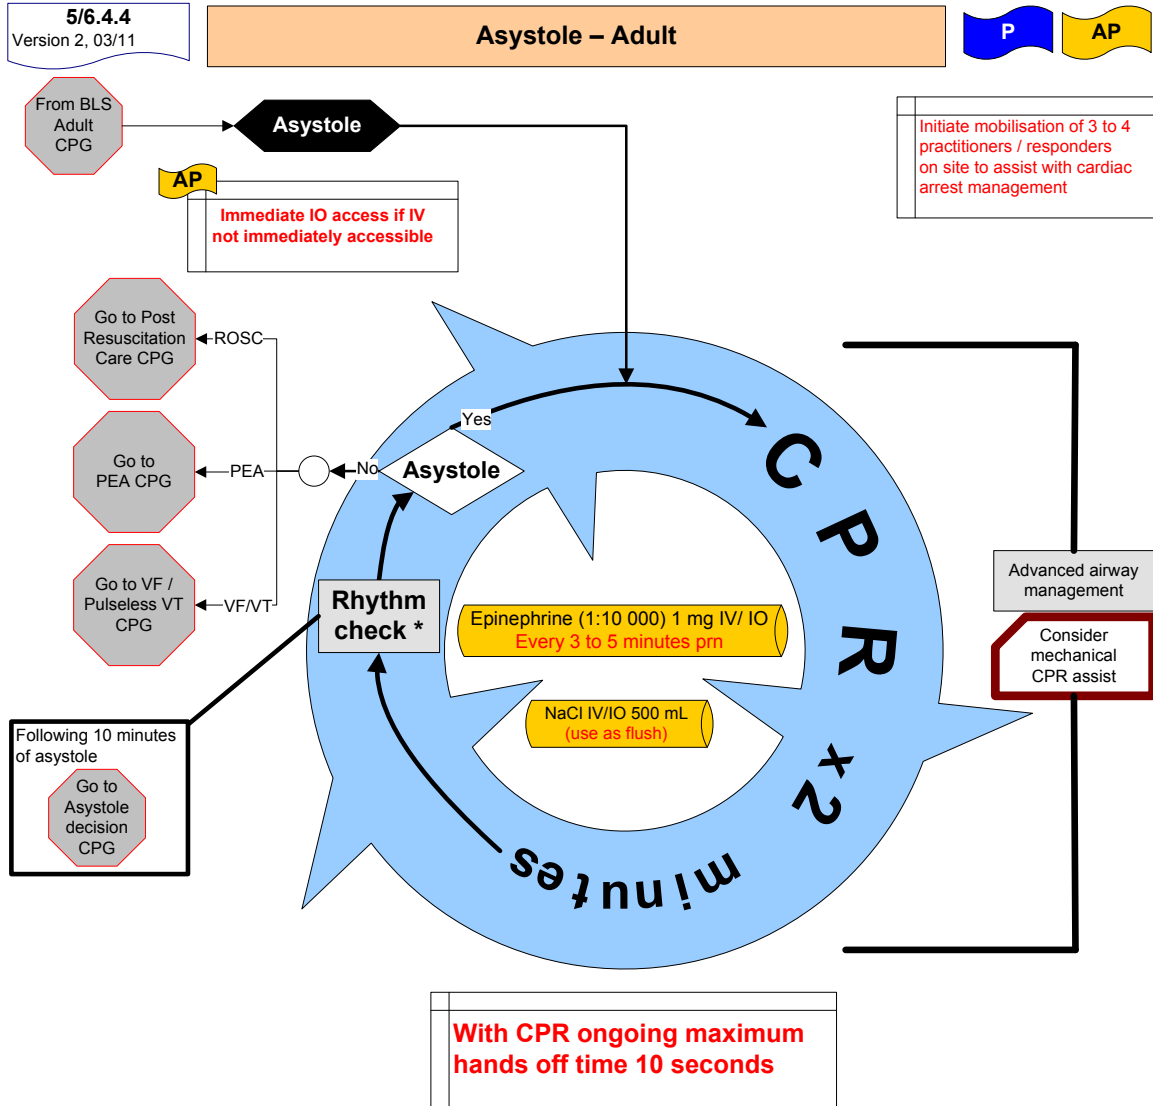 5/6.4.4
Version 2, 03/11
Asystole – Adult
P
AP
From BLS
Adult
CPG
Asystole
Initiate mobilisation of 3 to 4
practitioners / responders
on site to assist with cardiac
arrest management
AP
Immediate IO access if IV
not immediately accessible
Go to Post
Resuscitation
Care CPG
ROSC
Go to
PEA CPG
PEA
Go to VF /
Pulseless VT
CPG
VF/VT
No
Yes
Asystole
Rhythm
check *
CPR x2 minutes
Epinephrine (1:10 000) 1 mg IV/ IO
Every 3 to 5 minutes prn
NaCl IV/IO 500 mL
(use as flush)
Advanced airway
management
Consider
mechanical
CPR assist
Following 10 minutes
of asystole
Go to
Asystole
decision
CPG
With CPR ongoing maximum
hands off time 10 seconds